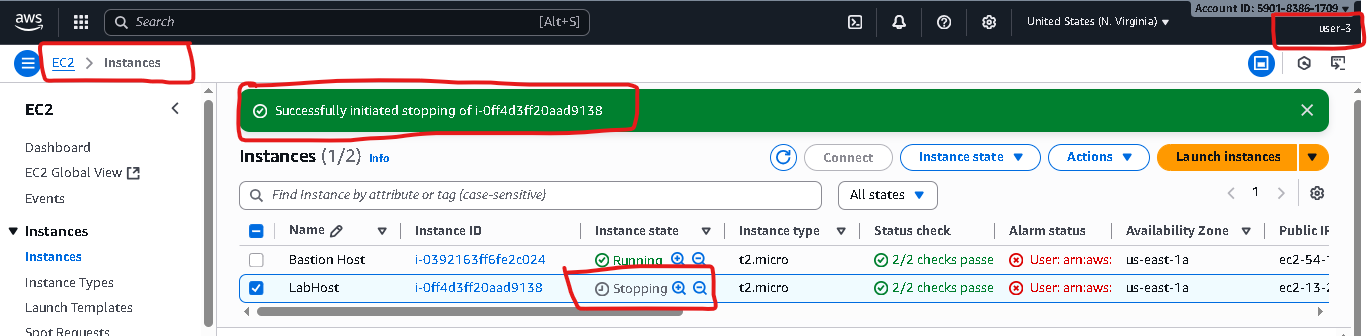 Account ID: 5901-8386-1709
aws Search [Alt+S] United States (N. Virginia) user-3
EC2 > Instances
EC2
Successfully initiated stopping of i-0ff4d3ff20aad9138
Dashboard
EC2 Global View
Events
Instances
Instances
Instance Types
Launch Templates
Spot Requests
Instances (1/2) Info Connect Instance state Actions Launch instances
Find Instance by attribute or tag (case-sensitive) All states 1
Name Instance ID Instance state Instance type Status check Alarm status Availability Zone Public IP
Bastion Host i-0392163ff6fe2c024 Running t2.micro 2/2 checks passe User: arn:aws: us-east-1a ec2-54-1
LabHost i-0ff4d3ff20aad9138 Stopping t2.micro 2/2 checks passe User: arn:aws: us-east-1a ec2-13-2